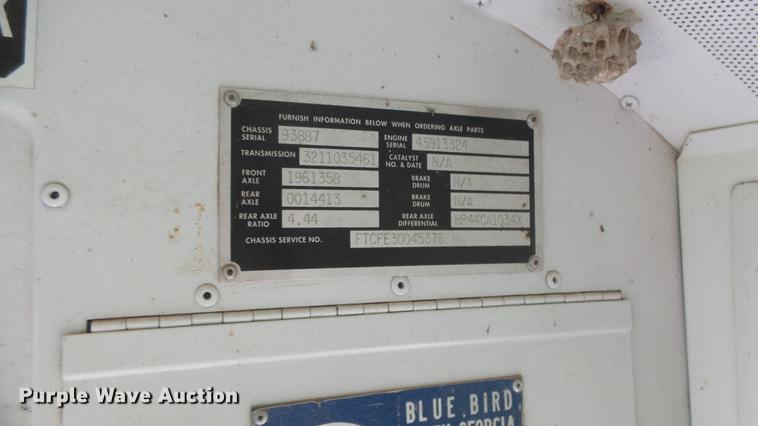 FURNISH INFORMATION BELOW WHEN ORDERING AXLE PARTS
CHASSIS SERIAL 93887 ENGINE SERIAL 45913324
TRANSMISSION 3211035461 CATALYST NO. & DATE N/A
FRONT AXLE 1961358 BRAKE DRUM N/A
REAR AXLE 0014413 BRAKE DRUM N/A
REAR AXLE RATIO 4.44 REAR AXLE DIFFERENTIAL HR44CA1034X
CHASSIS SERVICE NO. FTCFE30045375
BLUE BIRD
GEORGIA
Purple Wave Auction